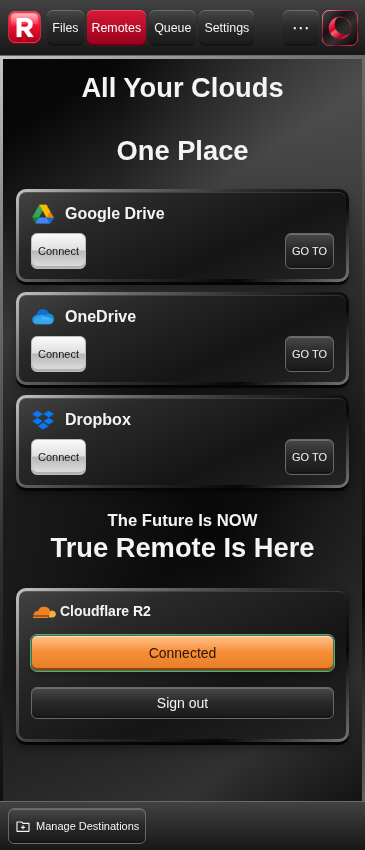 R
Files
Remotes
Queue
Settings
...
All Your Clouds
One Place
Google Drive
Connect
GO TO
OneDrive
Connect
GO TO
Dropbox
Connect
GO TO
The Future Is NOW
True Remote Is Here
Cloudflare R2
Connected
Sign out
Manage Destinations